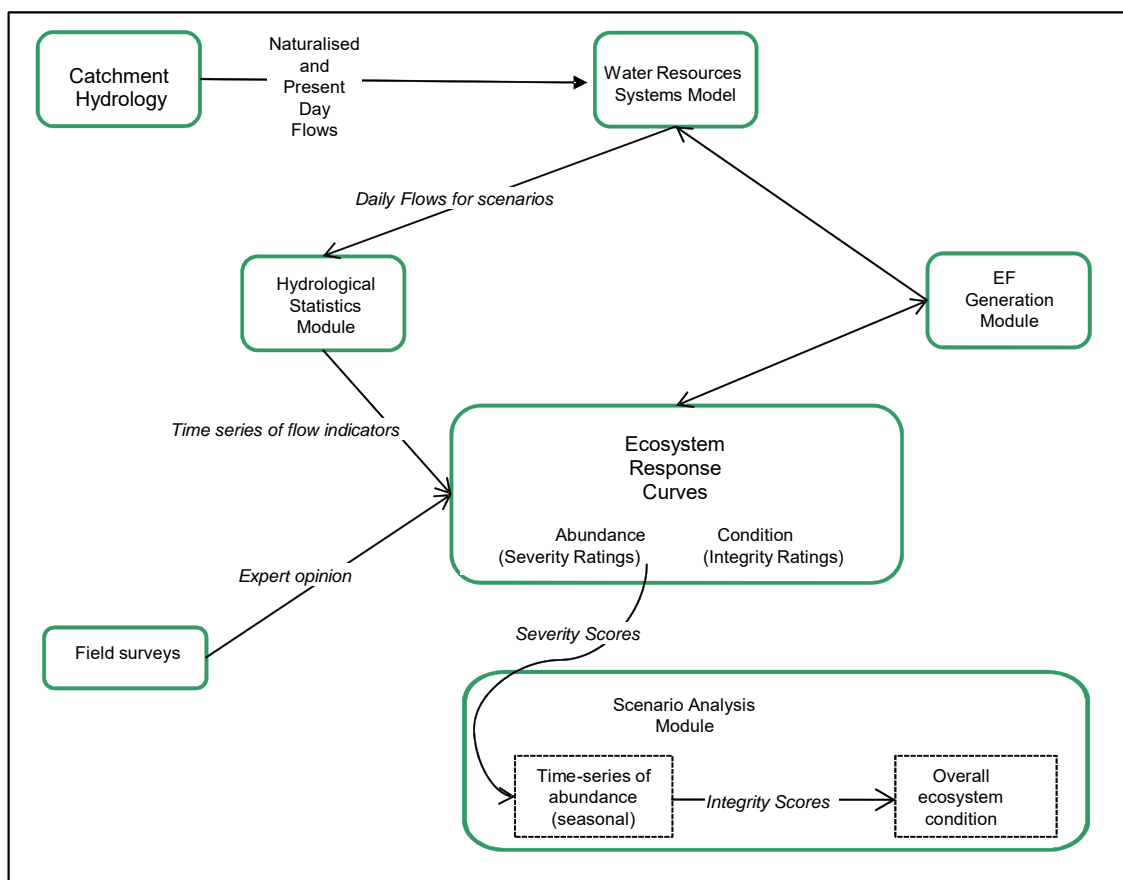 Catchment
Hydrology
Naturalised
and
Present
Day
Flows
Water Resources
Systems Model
Daily Flows for scenarios
Hydrological
Statistics
Module
EF
Generation
Module
Time series of flow indicators
Ecosystem
Response
Curves
Abundance
(Severity Ratings)
Condition
(Integrity Ratings)
Expert opinion
Field surveys
Severity Scores
Scenario Analysis
Module
Time-series of
abundance
(seasonal)
Integrity Scores
Overall
ecosystem
condition